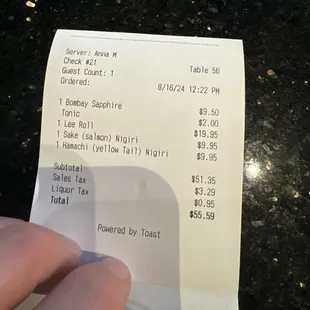 Server: Anna M
Check #21 Table 56
Guest Count: 1
Ordered: 8/16/24 12:22 PM
1 Bombay Sapphire $9.50
Tonic $2.00
1 Lee Roll $19.95
1 Sake (salmon) Nigiri $9.95
1 Hamachi (yellow Tail) Nigiri $9.95
Subtotal $51.35
Sales Tax $3.29
Liquor Tax $0.95
Total $55.59
Powered by Toast